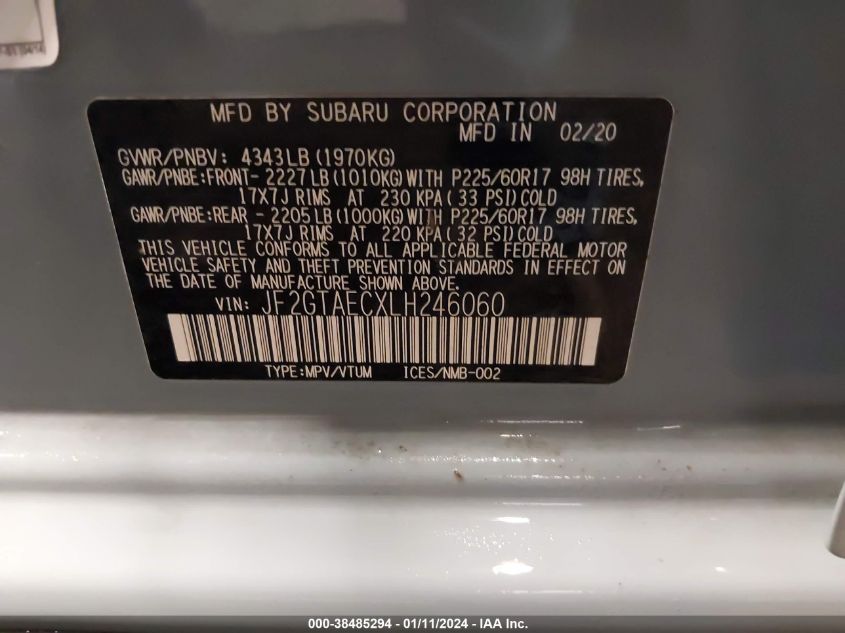 MFD BY SUBARU CORPORATION
MFD IN 02/20
GVWR/PNBV: 4343LB(1970KG)
GAWR/PNBE:FRONT- 2227LB(1010KG)WITH P225/60R17 98H TIRES,
17X7J RIMS AT 230 KPA(33 PSI)COLD
GAWR/PNBE:REAR - 2205LB(1000KG)WITH P225/60R17 98H TIRES,
17X7J RIMS AT 220 KPA(32 PSI)COLD
THIS VEHICLE CONFORMS TO ALL APPLICABLE FEDERAL MOTOR
VEHICLE SAFETY AND THEFT PREVENTION STANDARDS IN EFFECT ON
THE DATE OF MANUFACTURE SHOWN ABOVE.
VIN: JF2GTAECXLH246060
TYPE:MPV/VTUM ICES/NMB-002
000-38485294 - 01/11/2024 - IAA Inc.